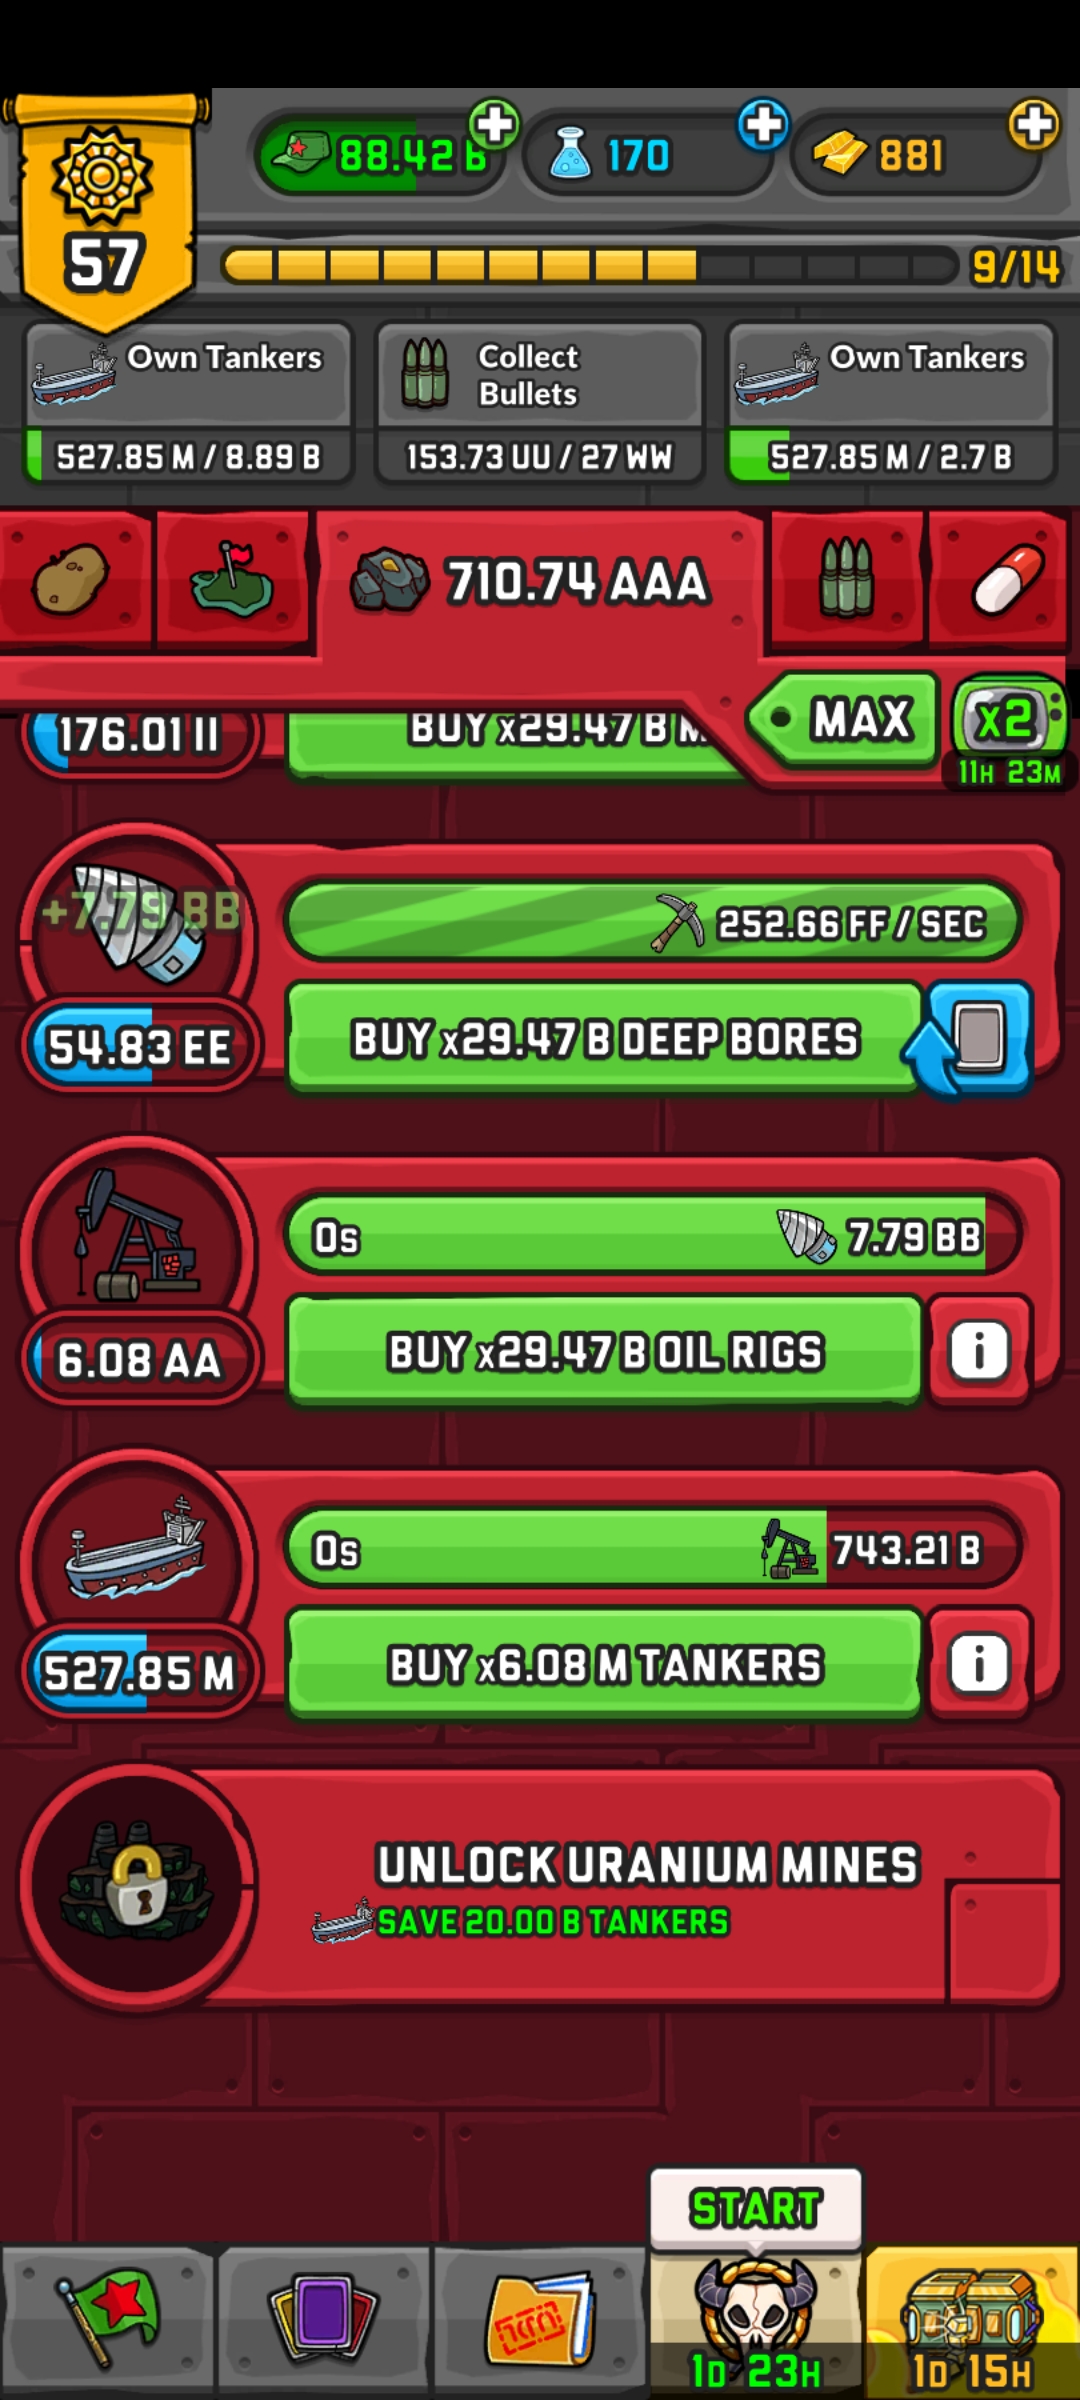 57
88.42 B
170
881
9/14
Own Tankers
527.85 M / 8.89 B
Collect
Bullets
153.73 UU / 27 WW
Own Tankers
527.85 M / 2.7 B
710.74 AAA
MAX
x2
11H 23M
176.01 II
BUY x29.47 B M
+7.79 BB
252.66 FF / SEC
54.83 EE
BUY x29.47 B DEEP BORES
0s
7.79 BB
6.08 AA
BUY x29.47 B OIL RIGS
i
0s
743.21 B
527.85 M
BUY x6.08 M TANKERS
i
UNLOCK URANIUM MINES
SAVE 20.00 B TANKERS
START
1D 23H
1D 15H